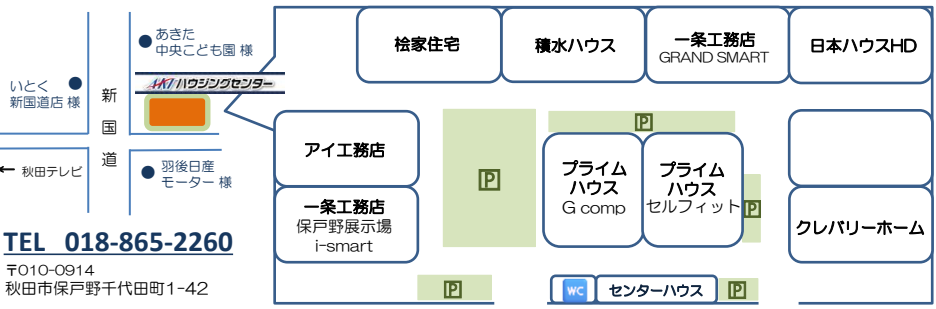 あきた
中央こども園 様
いとく
新国道店 様
新
国
道
AKT ハウジングセンター
← 秋田テレビ
羽後日産
モーター 様
TEL 018-865-2260
〒010-0914
秋田市保戸野千代田町1-42
桧家住宅
積水ハウス
一条工務店
GRAND SMART
日本ハウスHD
アイ工務店
一条工務店
保戸野展示場
i-smart
P
P
プライム
ハウス
G comp
プライム
ハウス
セルフィット
P
クレバリーホーム
P
WC
センターハウス
P